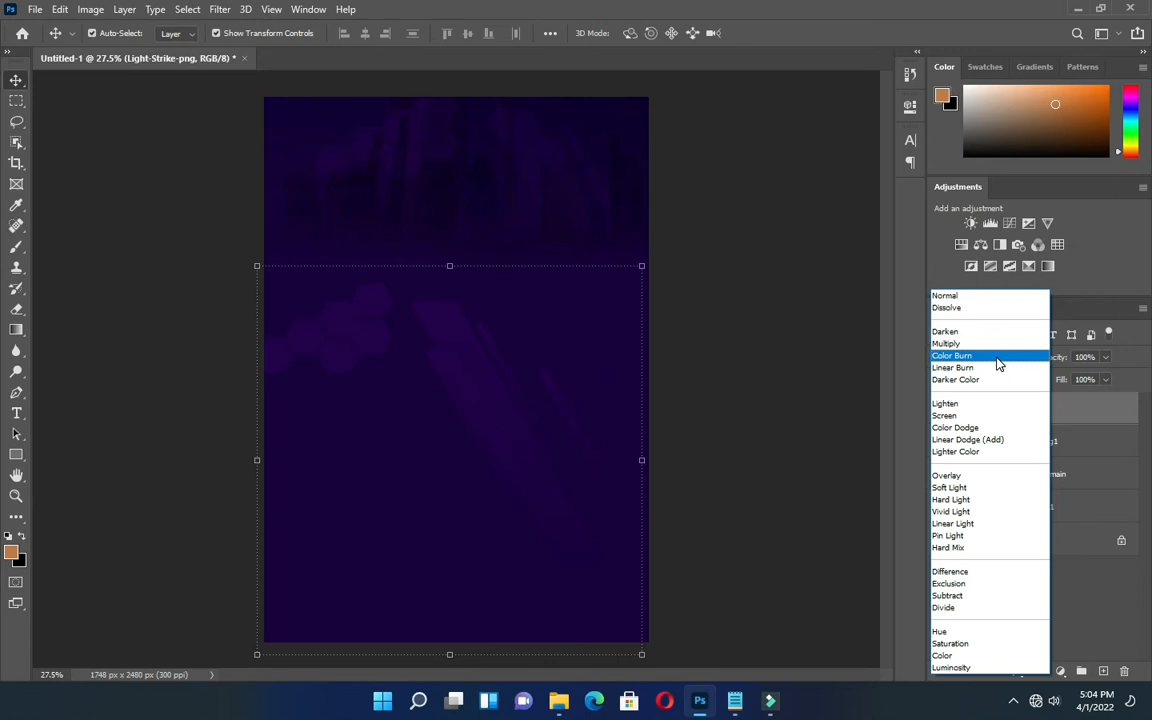 Ps File Edit Image Layer Type Select Filter 3D View Window Help
Auto-Select: Layer Show Transform Controls 3D Mode:
Untitled-1 @ 27.5% (Light-Strike-png, RGB/8) *
Color Swatches Gradients Patterns
Adjustments
Add an adjustment
Normal
Dissolve
Darken
Multiply
Color Burn
Linear Burn
Darker Color
Lighten
Screen
Color Dodge
Linear Dodge (Add)
Lighter Color
Overlay
Soft Light
Hard Light
Vivid Light
Linear Light
Pin Light
Hard Mix
Difference
Exclusion
Subtract
Divide
Hue
Saturation
Color
Luminosity
100%
Fill: 100%
27.5% 1748 px x 2480 px (300 ppi)
Ps
5:04 PM
4/1/2022